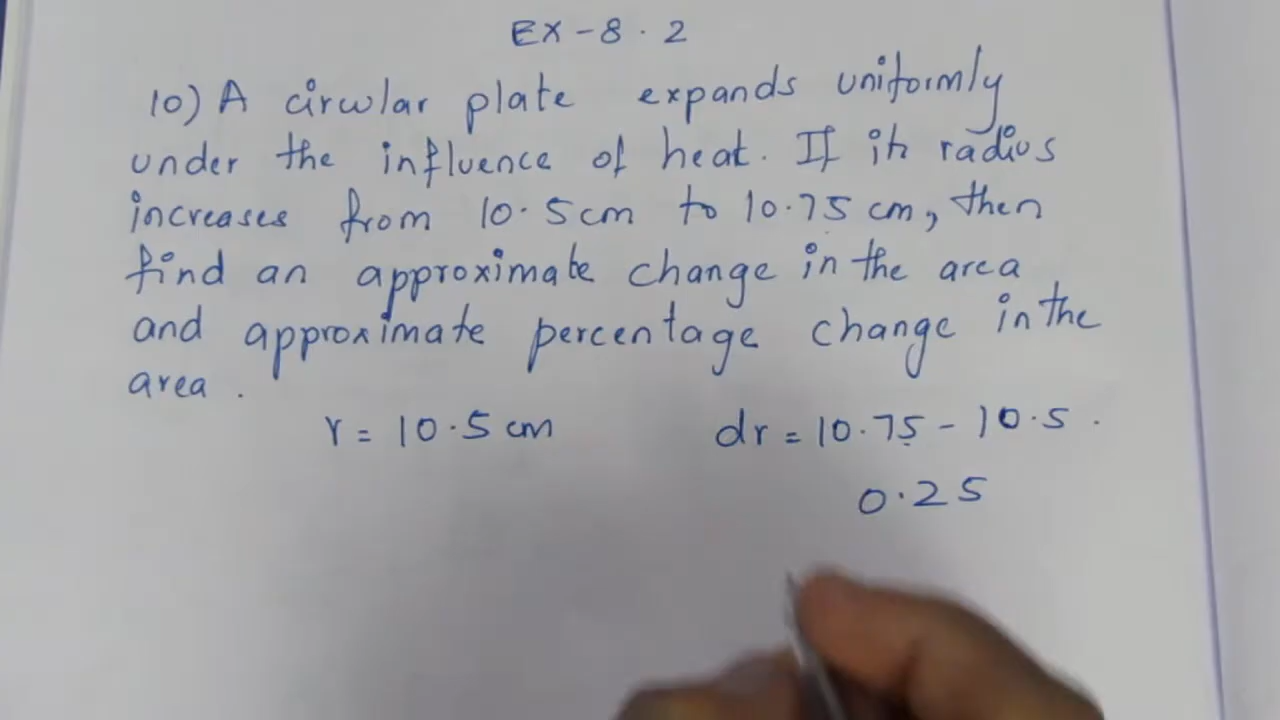 EX-8.2
10) A circular plate expands uniformly
under the influence of heat. If its radius
increases from 10.5cm to 10.75 cm, then
find an approximate change in the area
and approximate percentage change in the
area.
r = 10.5 cm dr = 10.75 - 10.5.
0.25